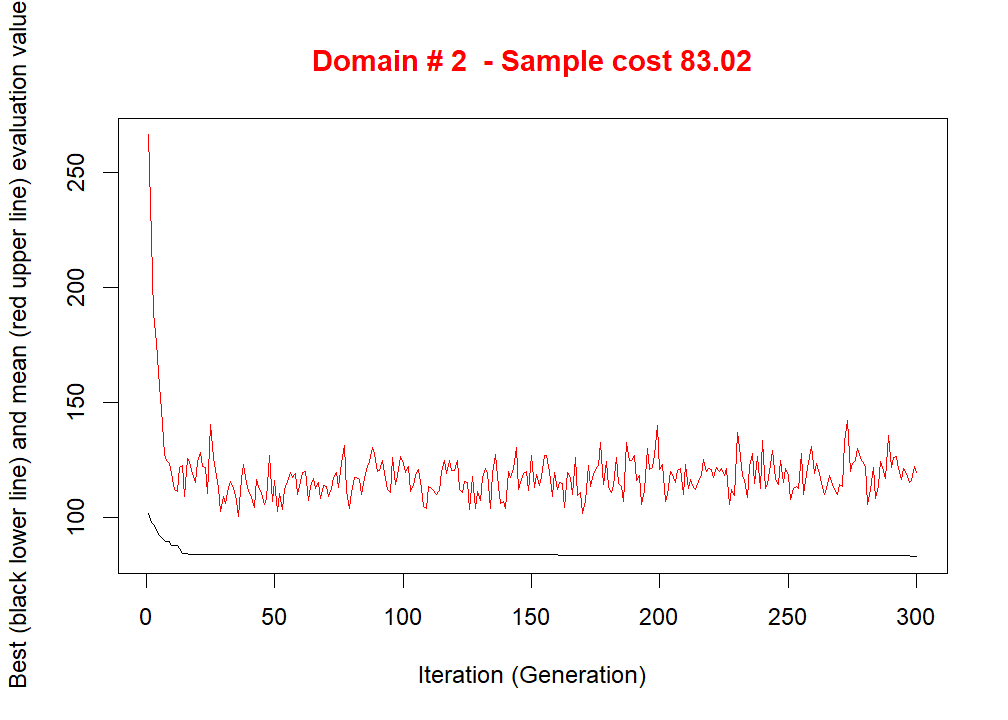 Domain # 2 - Sample cost 83.02
Best (black lower line) and mean (red upper line) evaluation value
250
200
150
100
0 50 100 150 200 250 300
Iteration (Generation)